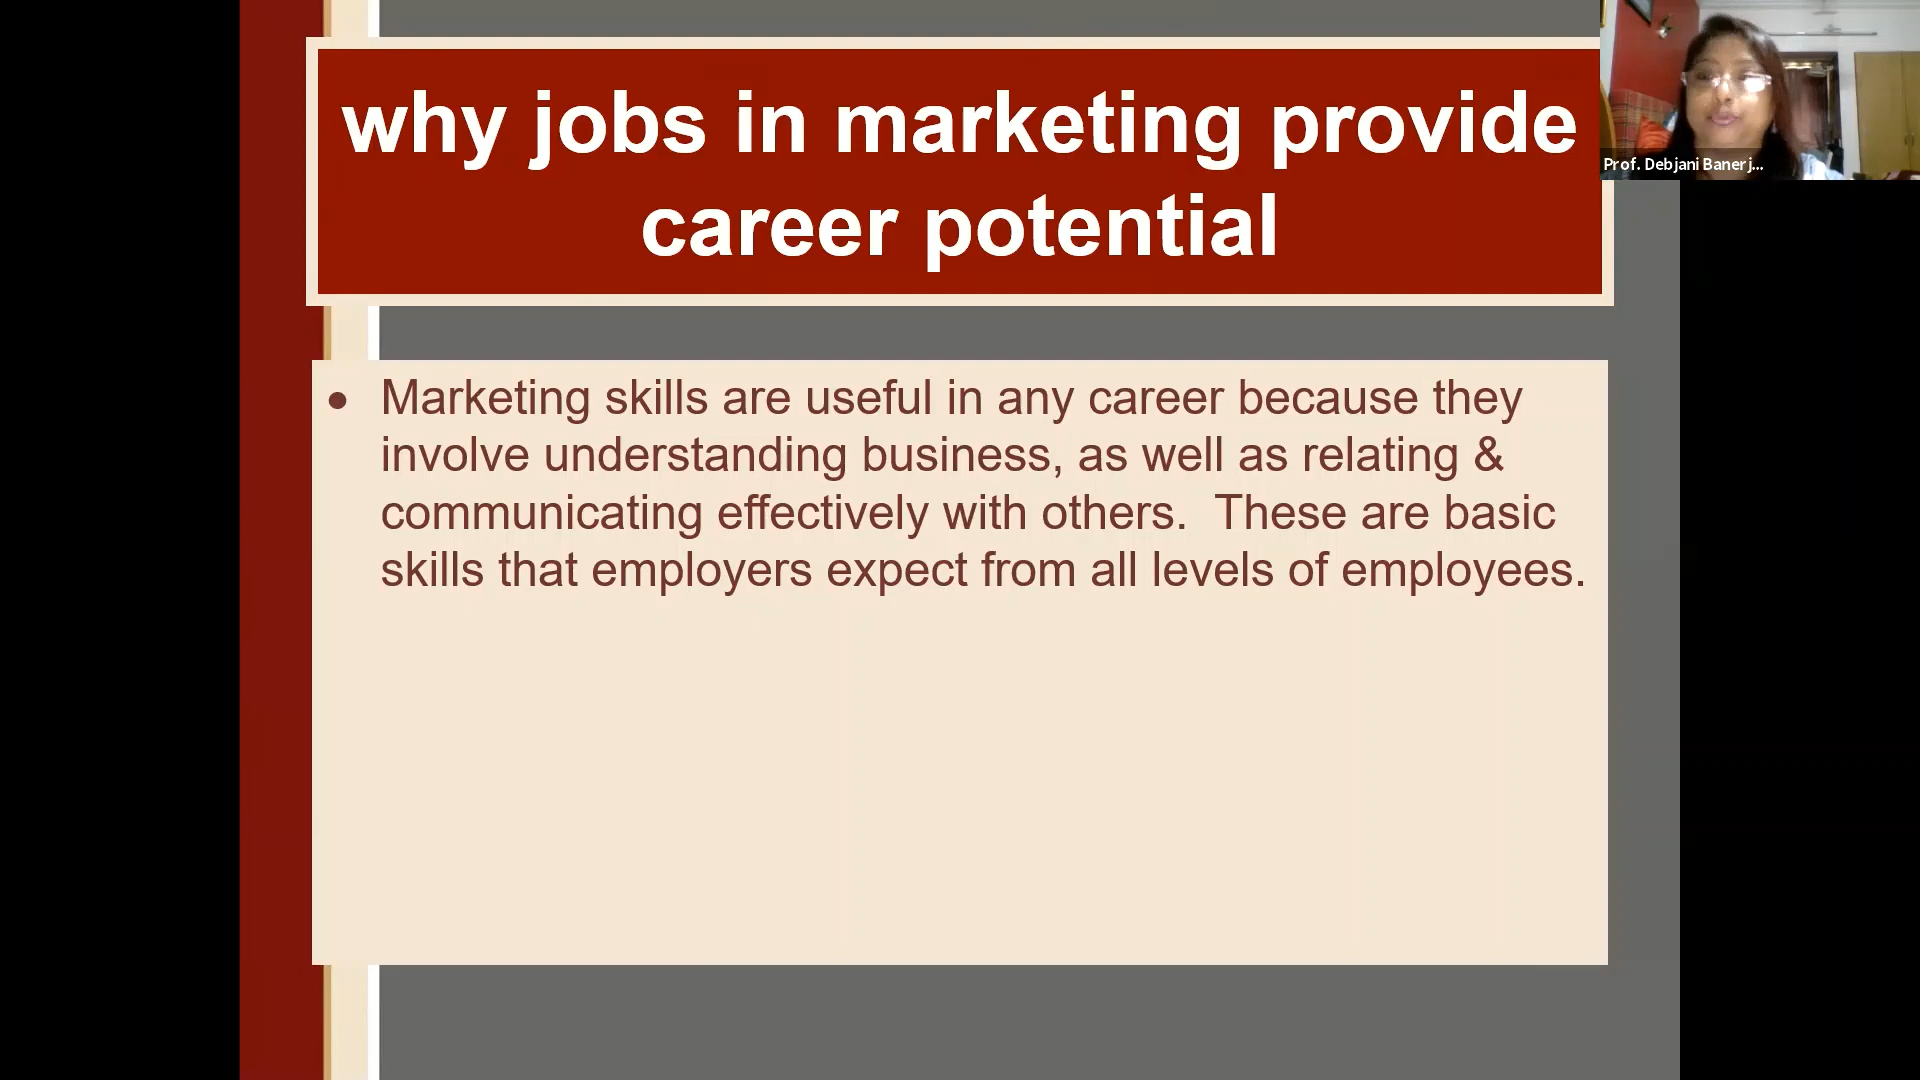 why jobs in marketing provide
career potential
Prof. Debjani Banerj...
• Marketing skills are useful in any career because they
involve understanding business, as well as relating &
communicating effectively with others.  These are basic
skills that employers expect from all levels of employees.